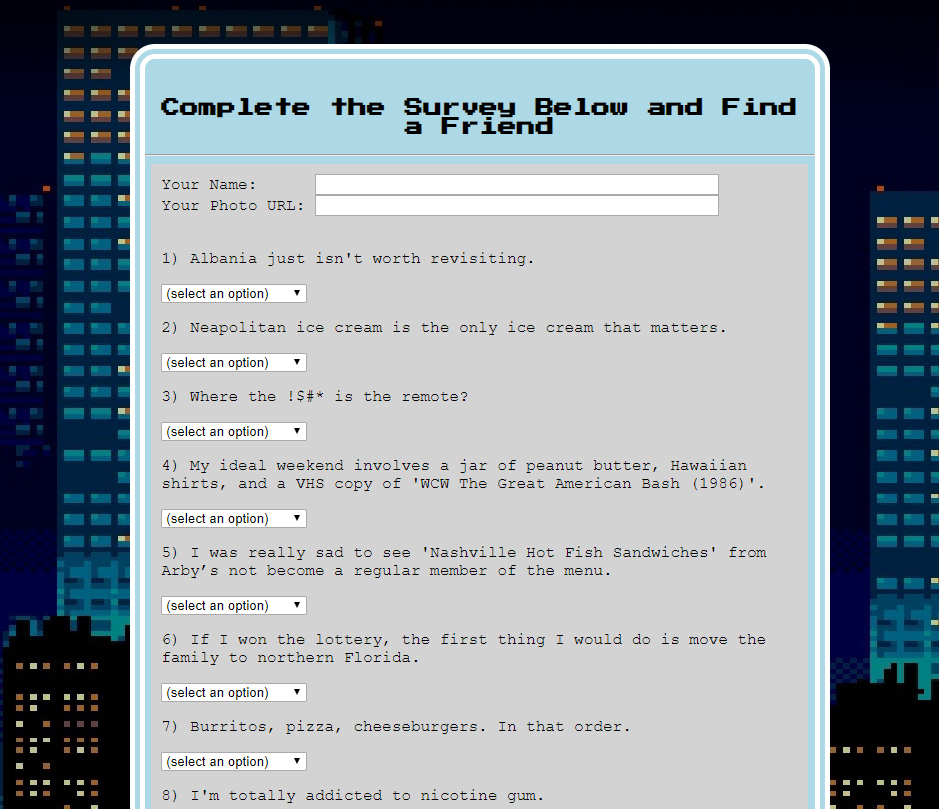 Complete the Survey Below and Find
a Friend
Your Name:
Your Photo URL:
1) Albania just isn't worth revisiting.
(select an option)
2) Neapolitan ice cream is the only ice cream that matters.
(select an option)
3) Where the !$#* is the remote?
(select an option)
4) My ideal weekend involves a jar of peanut butter, Hawaiian
shirts, and a VHS copy of 'WCW The Great American Bash (1986)'.
(select an option)
5) I was really sad to see 'Nashville Hot Fish Sandwiches' from
Arby’s not become a regular member of the menu.
(select an option)
6) If I won the lottery, the first thing I would do is move the
family to northern Florida.
(select an option)
7) Burritos, pizza, cheeseburgers. In that order.
(select an option)
8) I'm totally addicted to nicotine gum.